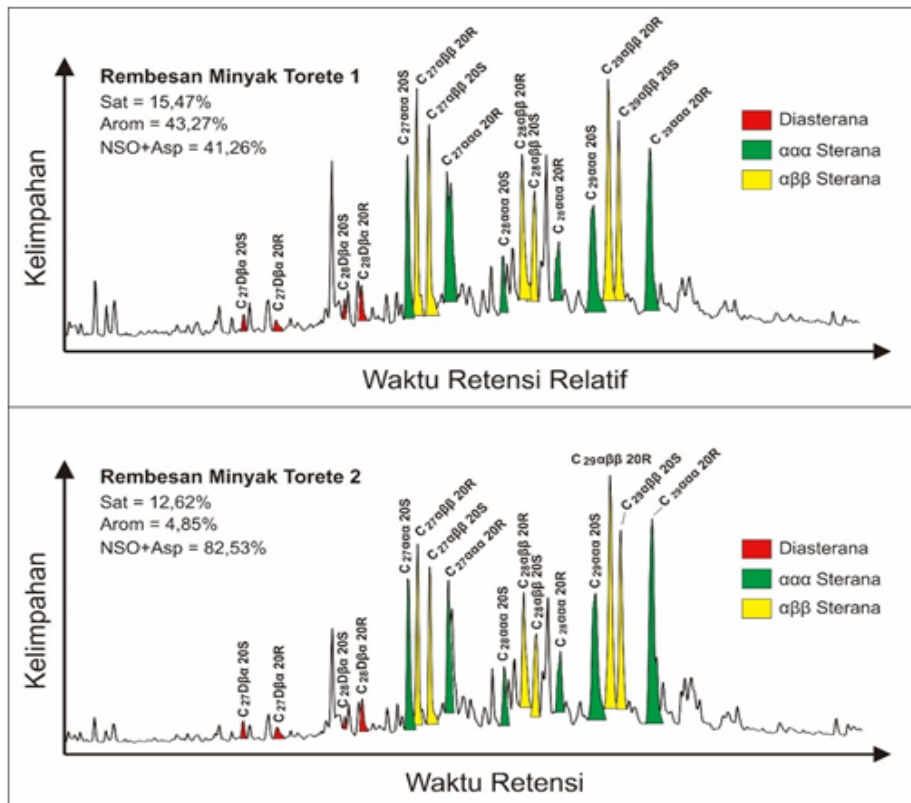 Rembesan Minyak Torete 1
Sat = 15,47%
Arom = 43,27%
NSO+Asp = 41,26%
Kelimpahan
C27Dβα 20S
C27Dβα 20R
C28Dβα 20S
C28Dβα 20R
C27ααα 20S
C27αββ 20R
C27αββ 20S
C27ααα 20R
C28ααα 20S
C28αββ 20R
C28αββ 20S
C28ααα 20R
C29ααα 20S
C29αββ 20R
C29αββ 20S
C29ααα 20R
Diasterana
ααα Sterana
αββ Sterana
Waktu Retensi Relatif
Rembesan Minyak Torete 2
Sat = 12,62%
Arom = 4,85%
NSO+Asp = 82,53%
Kelimpahan
C27Dβα 20S
C27Dβα 20R
C28Dβα 20S
C28Dβα 20R
C27ααα 20S
C27αββ 20R
C27αββ 20S
C27ααα 20R
C28ααα 20S
C28αββ 20R
C28αββ 20S
C28ααα 20R
C29ααα 20S
C29αββ 20R
C29αββ 20S
C29ααα 20R
Diasterana
ααα Sterana
αββ Sterana
Waktu Retensi